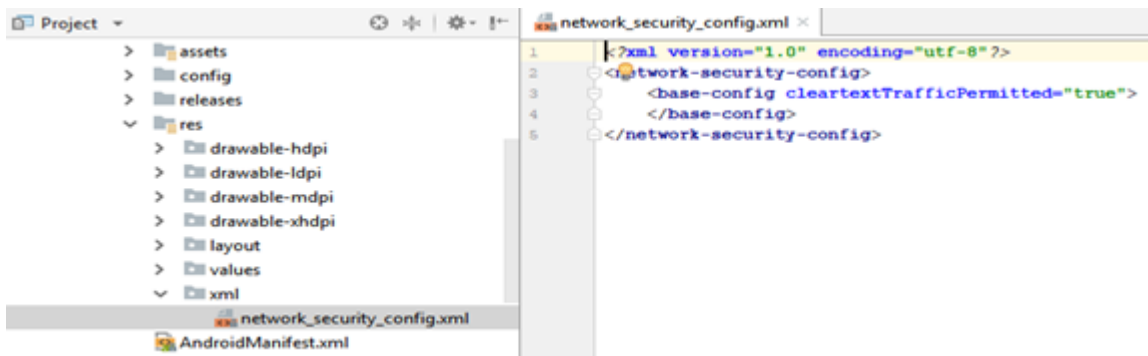 Project
assets
config
releases
res
drawable-hdpi
drawable-ldpi
drawable-mdpi
drawable-xhdpi
layout
values
xml
network_security_config.xml
AndroidManifest.xml
network_security_config.xml
1 <?xml version="1.0" encoding="utf-8"?>
2 <network-security-config>
3 <base-config cleartextTrafficPermitted="true">
4 </base-config>
5 </network-security-config>